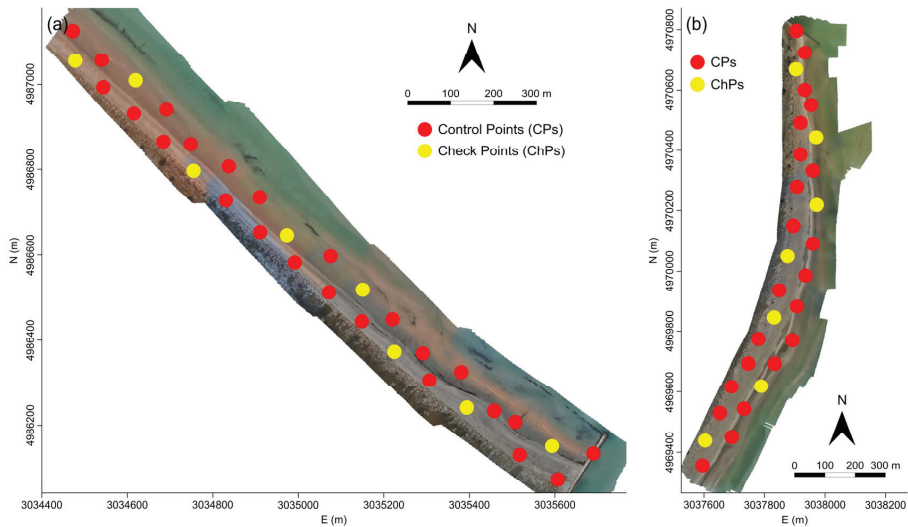 (a)
N
0 100 200 300 m
Control Points (CPs)
Check Points (ChPs)
4987000
4986800
4986600
4986400
4986200
N (m)
3034400 3034600 3034800 3035000 3035200 3035400 3035600
E (m)
(b)
CPs
ChPs
N
0 100 200 300 m
4970800
4970600
4970400
4970200
4970000
4969800
4969600
4969400
N (m)
3037600 3037800 3038000 3038200
E (m)